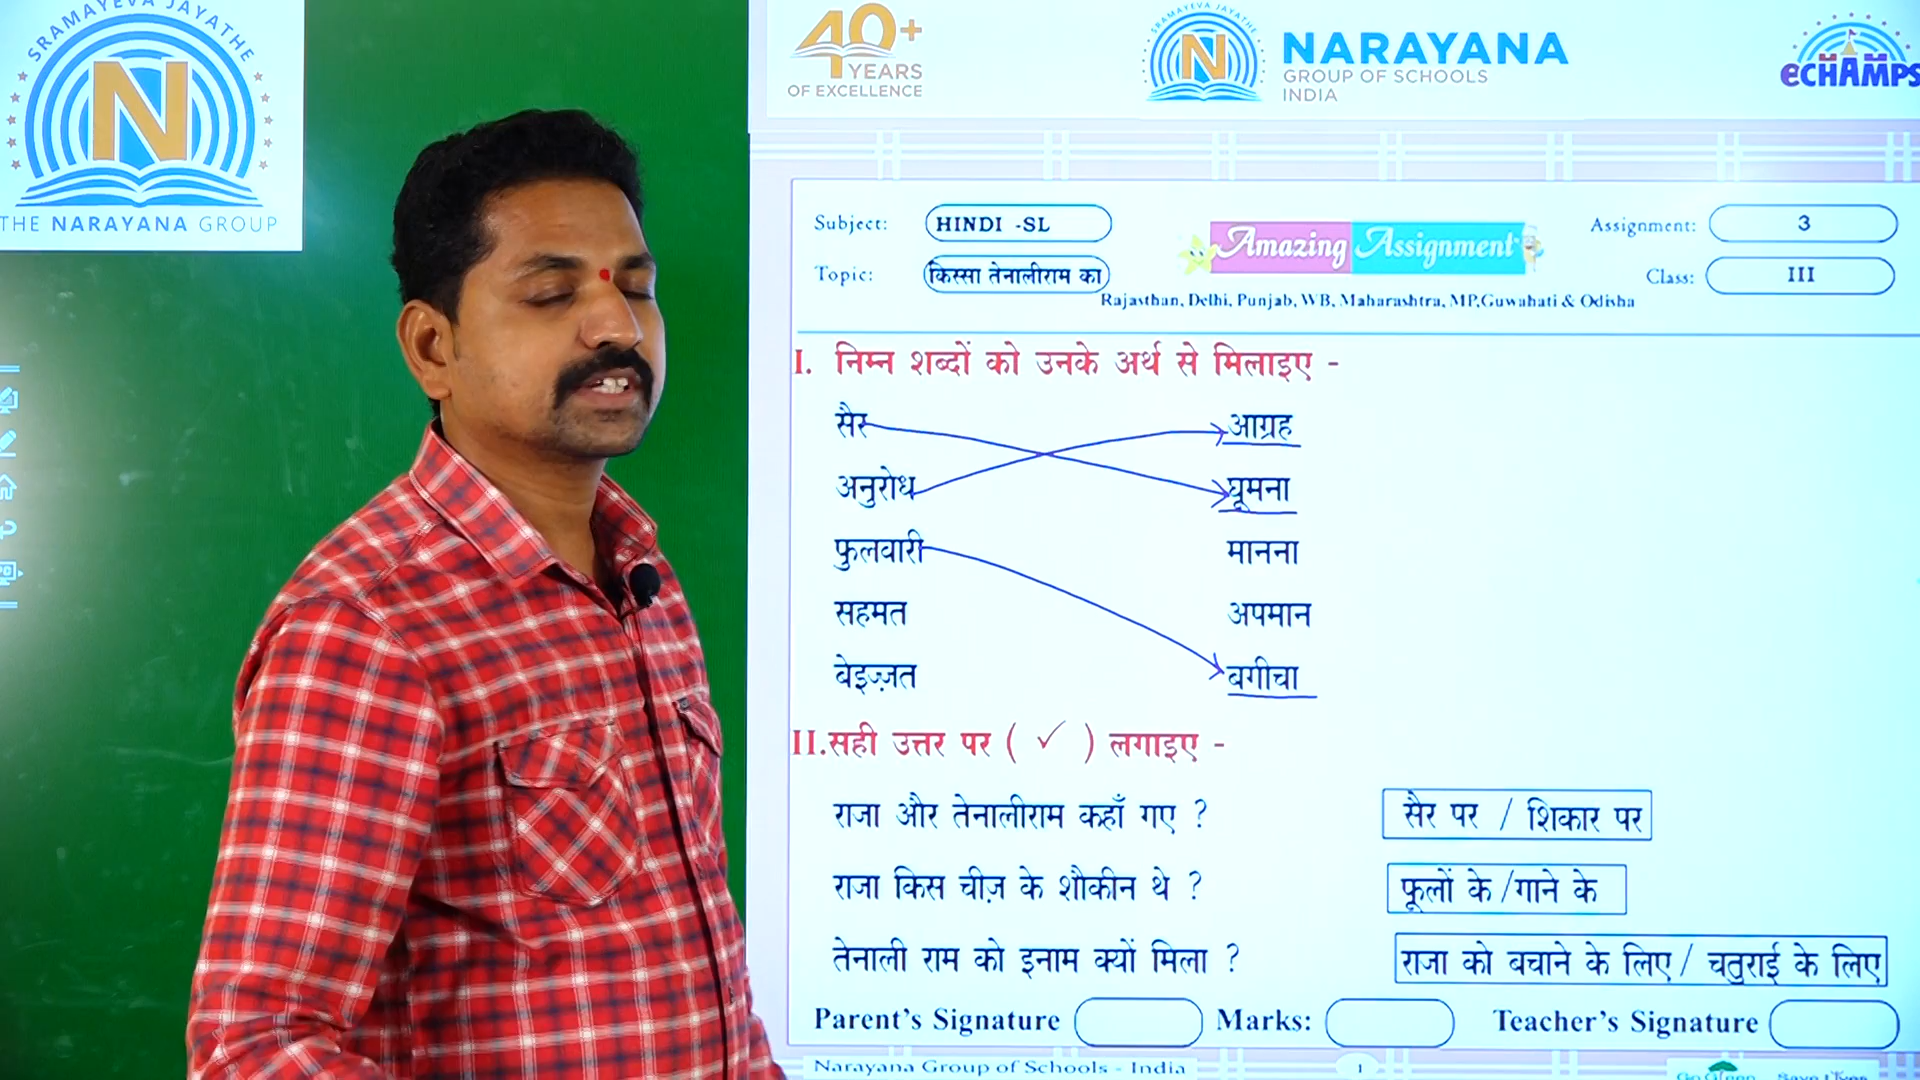 SRAMAYEVA JAYATHE
N
THE NARAYANA GROUP
40+
YEARS
OF EXCELLENCE
SRAMAYEVA JAYATHE
N
NARAYANA
GROUP OF SCHOOLS
INDIA
eCHAMPS
Subject: HINDI -SL
Amazing Assignment
Assignment: 3
Topic: किस्सा तेनालीराम का
Class: III
Rajasthan, Delhi, Punjab, WB, Maharashtra, MP,Guwahati & Odisha
I. निम्न शब्दों को उनके अर्थ से मिलाइए -
सैर आग्रह
अनुरोध घूमना
फुलवारी मानना
सहमत अपमान
बेइज़्ज़त बगीचा
II.सही उत्तर पर ( ✓ ) लगाइए -
राजा और तेनालीराम कहाँ गए ? सैर पर / शिकार पर
राजा किस चीज़ के शौकीन थे ? फूलों के /गाने के
तेनाली राम को इनाम क्यों मिला ? राजा को बचाने के लिए / चतुराई के लिए
Parent's Signature Marks: Teacher's Signature
Narayana Group of Schools - India 1